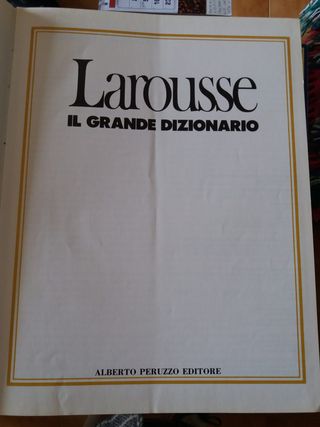 Larousse
IL GRANDE DIZIONARIO
ALBERTO PERUZZO EDITORE